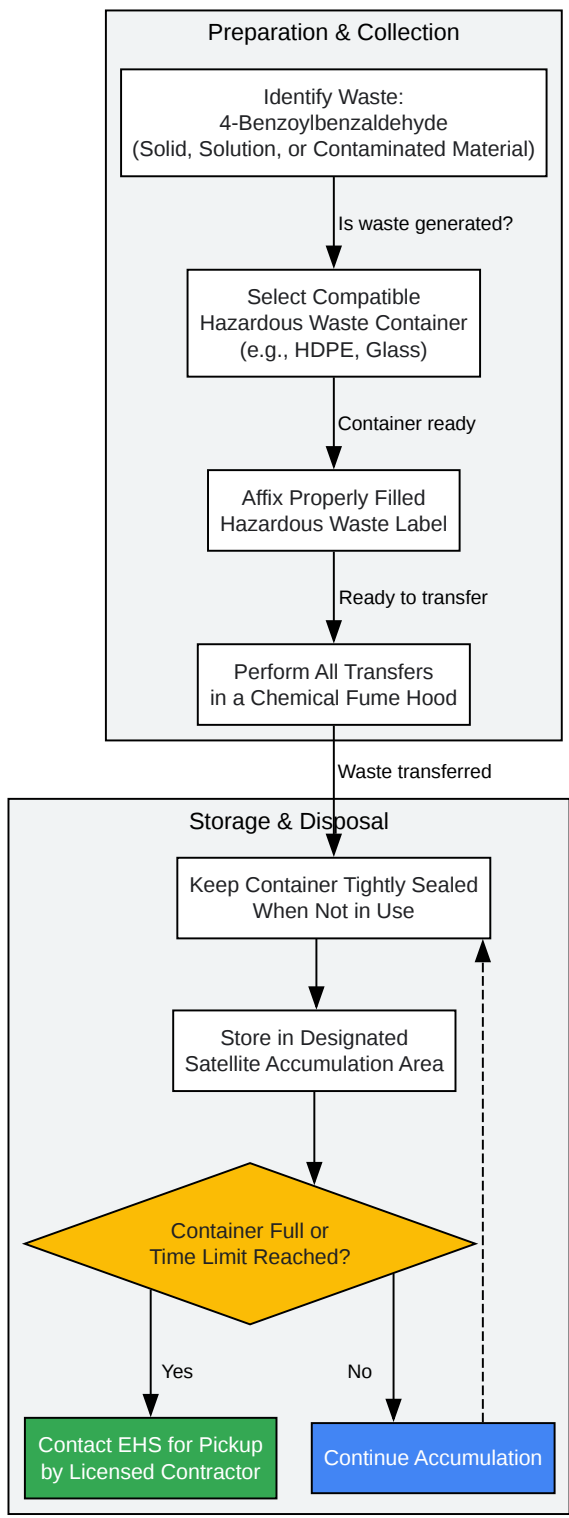 Preparation & Collection
Identify Waste:
4-Benzoylbenzaldehyde
(Solid, Solution, or Contaminated Material)
Is waste generated?
Select Compatible
Hazardous Waste Container
(e.g., HDPE, Glass)
Container ready
Affix Properly Filled
Hazardous Waste Label
Ready to transfer
Perform All Transfers
in a Chemical Fume Hood
Waste transferred
Storage & Disposal
Keep Container Tightly Sealed
When Not in Use
Store in Designated
Satellite Accumulation Area
Container Full or
Time Limit Reached?
Yes
No
Contact EHS for Pickup
by Licensed Contractor
Continue Accumulation